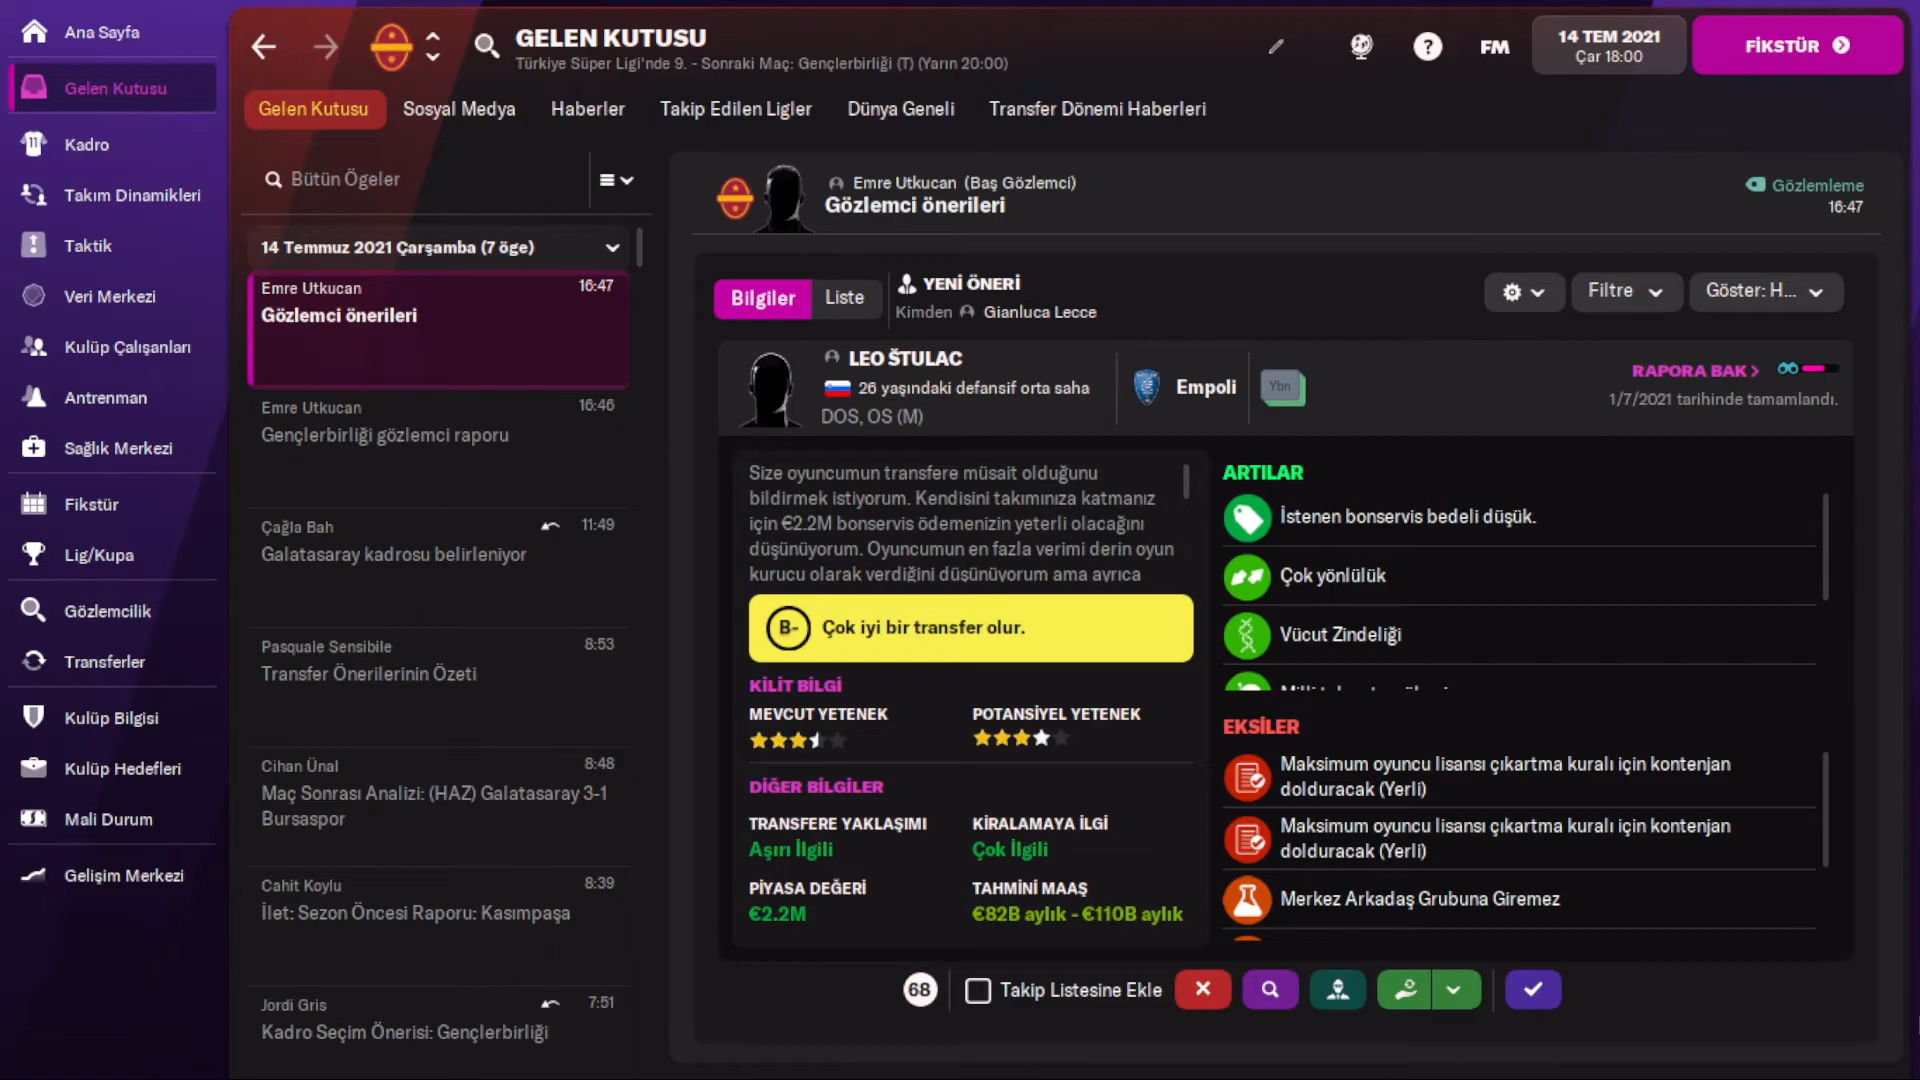 Ana Sayfa
Gelen Kutusu
Kadro
Takım Dinamikleri
Taktik
Veri Merkezi
Kulüp Çalışanları
Antrenman
Sağlık Merkezi
Fikstür
Lig/Kupa
Gözlemcilik
Transferler
Kulüp Bilgisi
Kulüp Hedefleri
Mali Durum
Gelişim Merkezi
GELEN KUTUSU
Türkiye Süper Ligi'nde 9. - Sonraki Maç: Gençlerbirliği (T) (Yarın 20:00)
?
FM
14 TEM 2021
Çar 18:00
FİKSTÜR
Gelen Kutusu
Sosyal Medya
Haberler
Takip Edilen Ligler
Dünya Geneli
Transfer Dönemi Haberleri
Bütün Ögeler
14 Temmuz 2021 Çarşamba (7 öge)
Emre Utkucan 16:47
Gözlemci önerileri
Emre Utkucan 16:46
Gençlerbirliği gözlemci raporu
Çağla Bah 11:49
Galatasaray kadrosu belirleniyor
Pasquale Sensibile 8:53
Transfer Önerilerinin Özeti
Cihan Ünal 8:48
Maç Sonrası Analizi: (HAZ) Galatasaray 3-1
Bursaspor
Cahit Koylu 8:39
İlet: Sezon Öncesi Raporu: Kasımpaşa
Jordi Gris 7:51
Kadro Seçim Önerisi: Gençlerbirliği
Emre Utkucan (Baş Gözlemci)
Gözlemci önerileri
Gözlemleme
16:47
Bilgiler
Liste
YENİ ÖNERİ
Kimden Gianluca Lecce
Filtre
Göster: H...
LEO ŠTULAC
26 yaşındaki defansif orta saha
DOS, OS (M)
Empoli
Ybn
RAPORA BAK
1/7/2021 tarihinde tamamlandı.
Size oyuncumun transfere müsait olduğunu
bildirmek istiyorum. Kendisini takımınıza katmanız
için €2.2M bonservis ödemenizin yeterli olacağını
düşünüyorum. Oyuncumun en fazla verimi derin oyun
kurucu olarak verdiğini düşünüyorum ama ayrıca
B- Çok iyi bir transfer olur.
KİLİT BİLGİ
MEVCUT YETENEK
POTANSİYEL YETENEK
DİĞER BİLGİLER
TRANSFERE YAKLAŞIMI
Aşırı İlgili
KİRALAMAYA İLGİ
Çok İlgili
PİYASA DEĞERİ
€2.2M
TAHMİNİ MAAŞ
€82B aylık - €110B aylık
ARTILAR
İstenen bonservis bedeli düşük.
Çok yönlülük
Vücut Zindeliği
EKSİLER
Maksimum oyuncu lisansı çıkartma kuralı için kontenjan
dolduracak (Yerli)
Maksimum oyuncu lisansı çıkartma kuralı için kontenjan
dolduracak (Yerli)
Merkez Arkadaş Grubuna Giremez
68
Takip Listesine Ekle